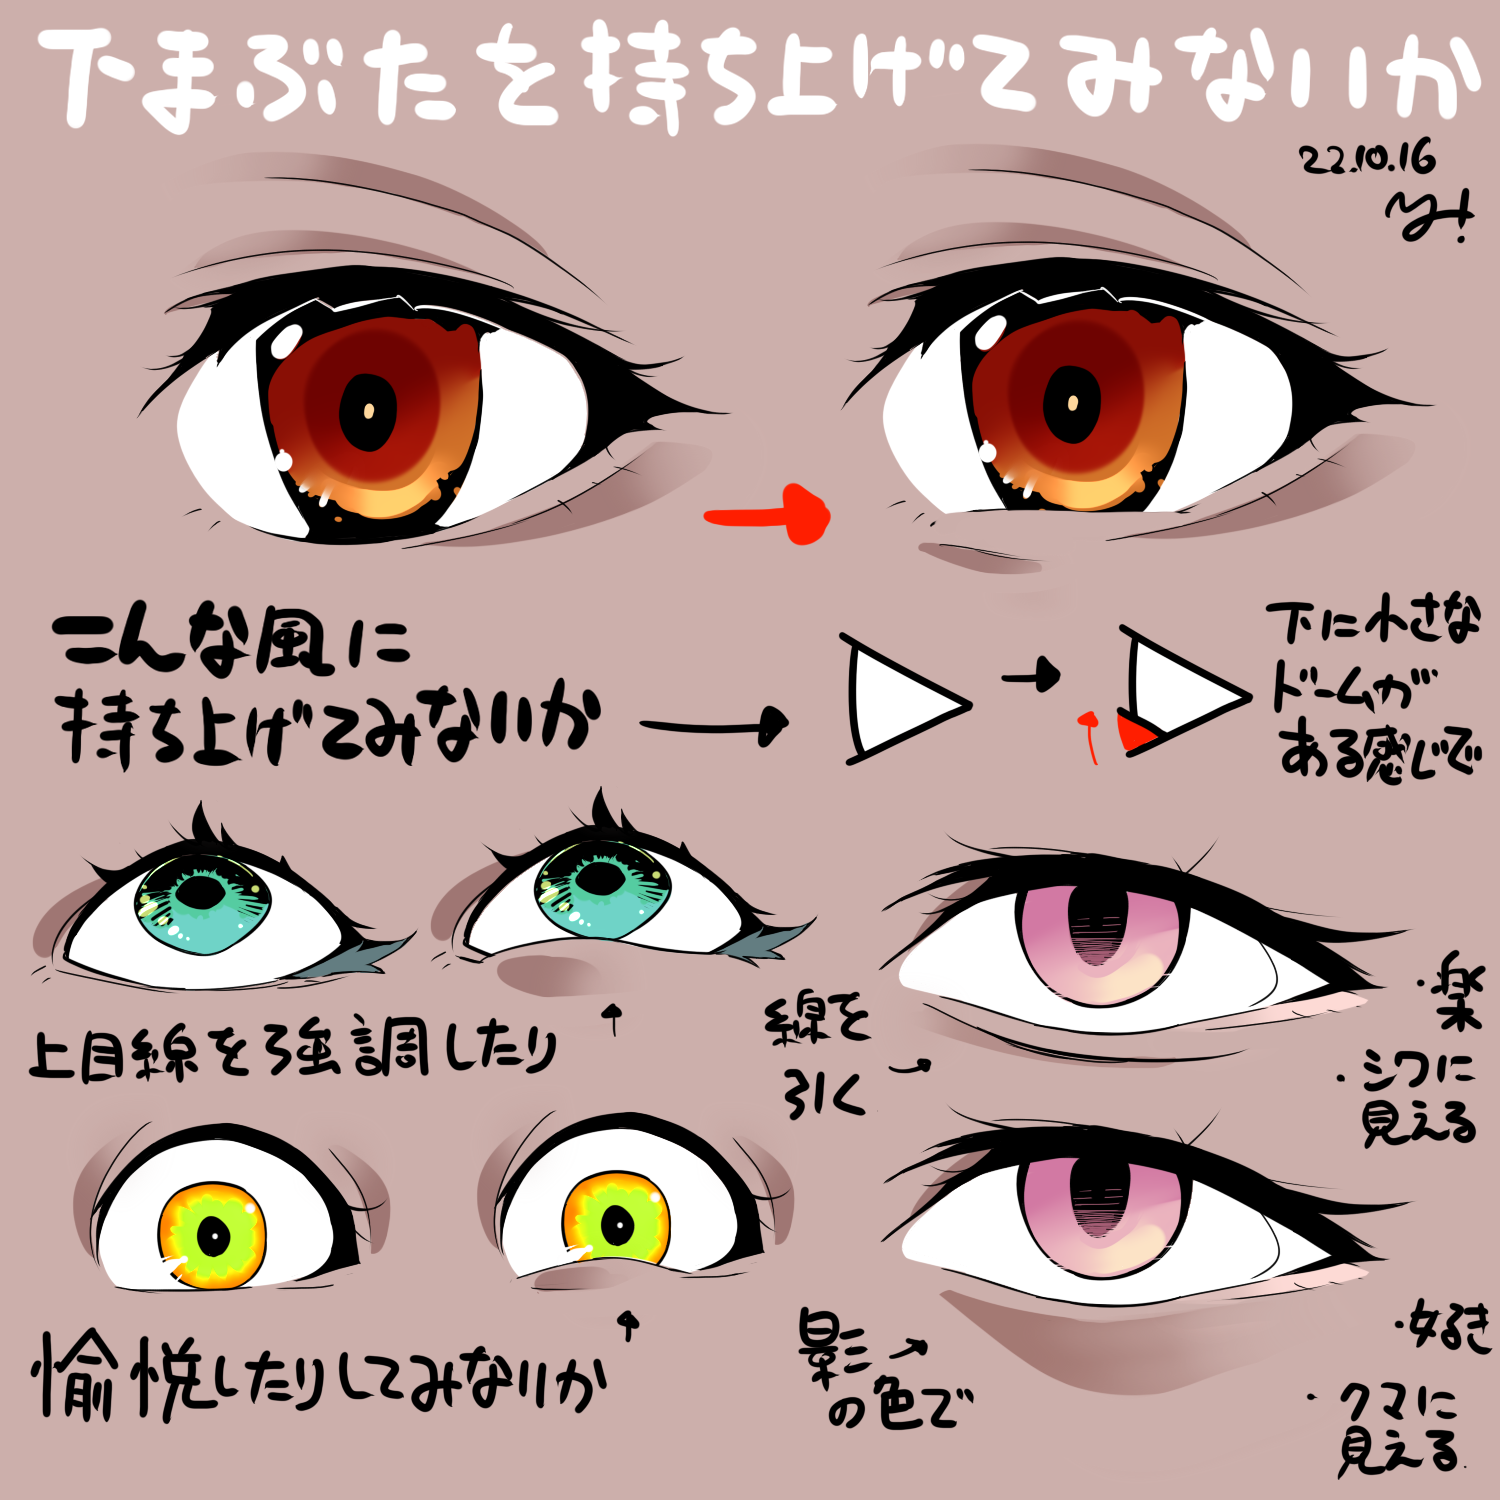 下まぶたを持ち上げてみないか
22.10.16
こんな風に
持ち上げてみないか
下に小さな
ドームが
ある感じで
上目線を強調したり
線を
引く
・楽
・シワに
見える
愉悦したりしてみないか
影
の色で
・好き
・クマに
見える